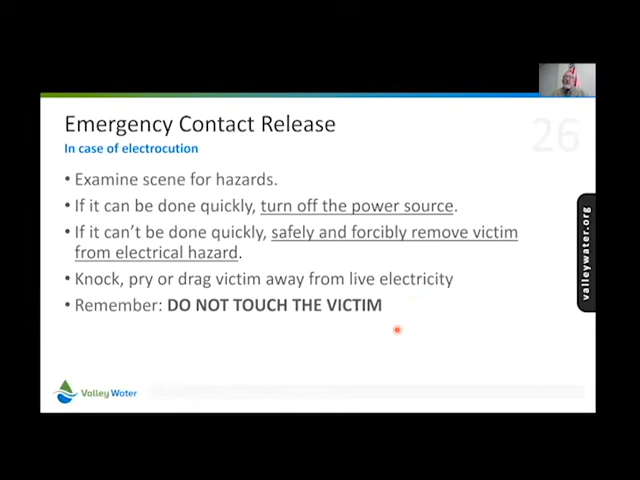 Emergency Contact Release
26
In case of electrocution
• Examine scene for hazards.
• If it can be done quickly, turn off the power source.
• If it can’t be done quickly, safely and forcibly remove victim
from electrical hazard.
• Knock, pry or drag victim away from live electricity
• Remember: DO NOT TOUCH THE VICTIM
valleywater.org
Valley Water